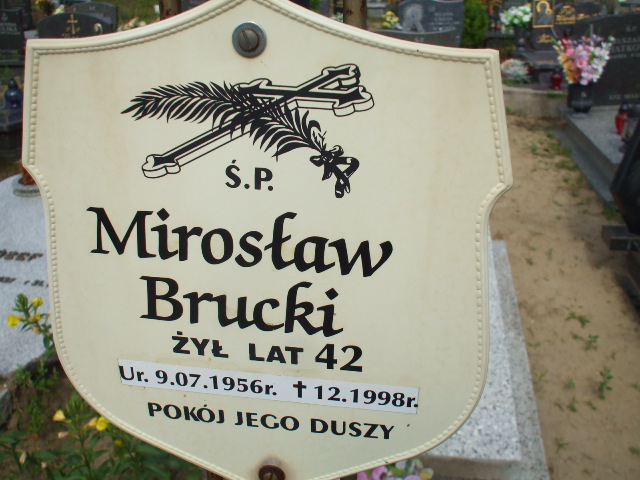 Ś.P.
Mirosław
Brucki
ŻYŁ LAT 42
Ur. 9.07.1956r. ✝12.1998r.
POKÓJ JEGO DUSZY